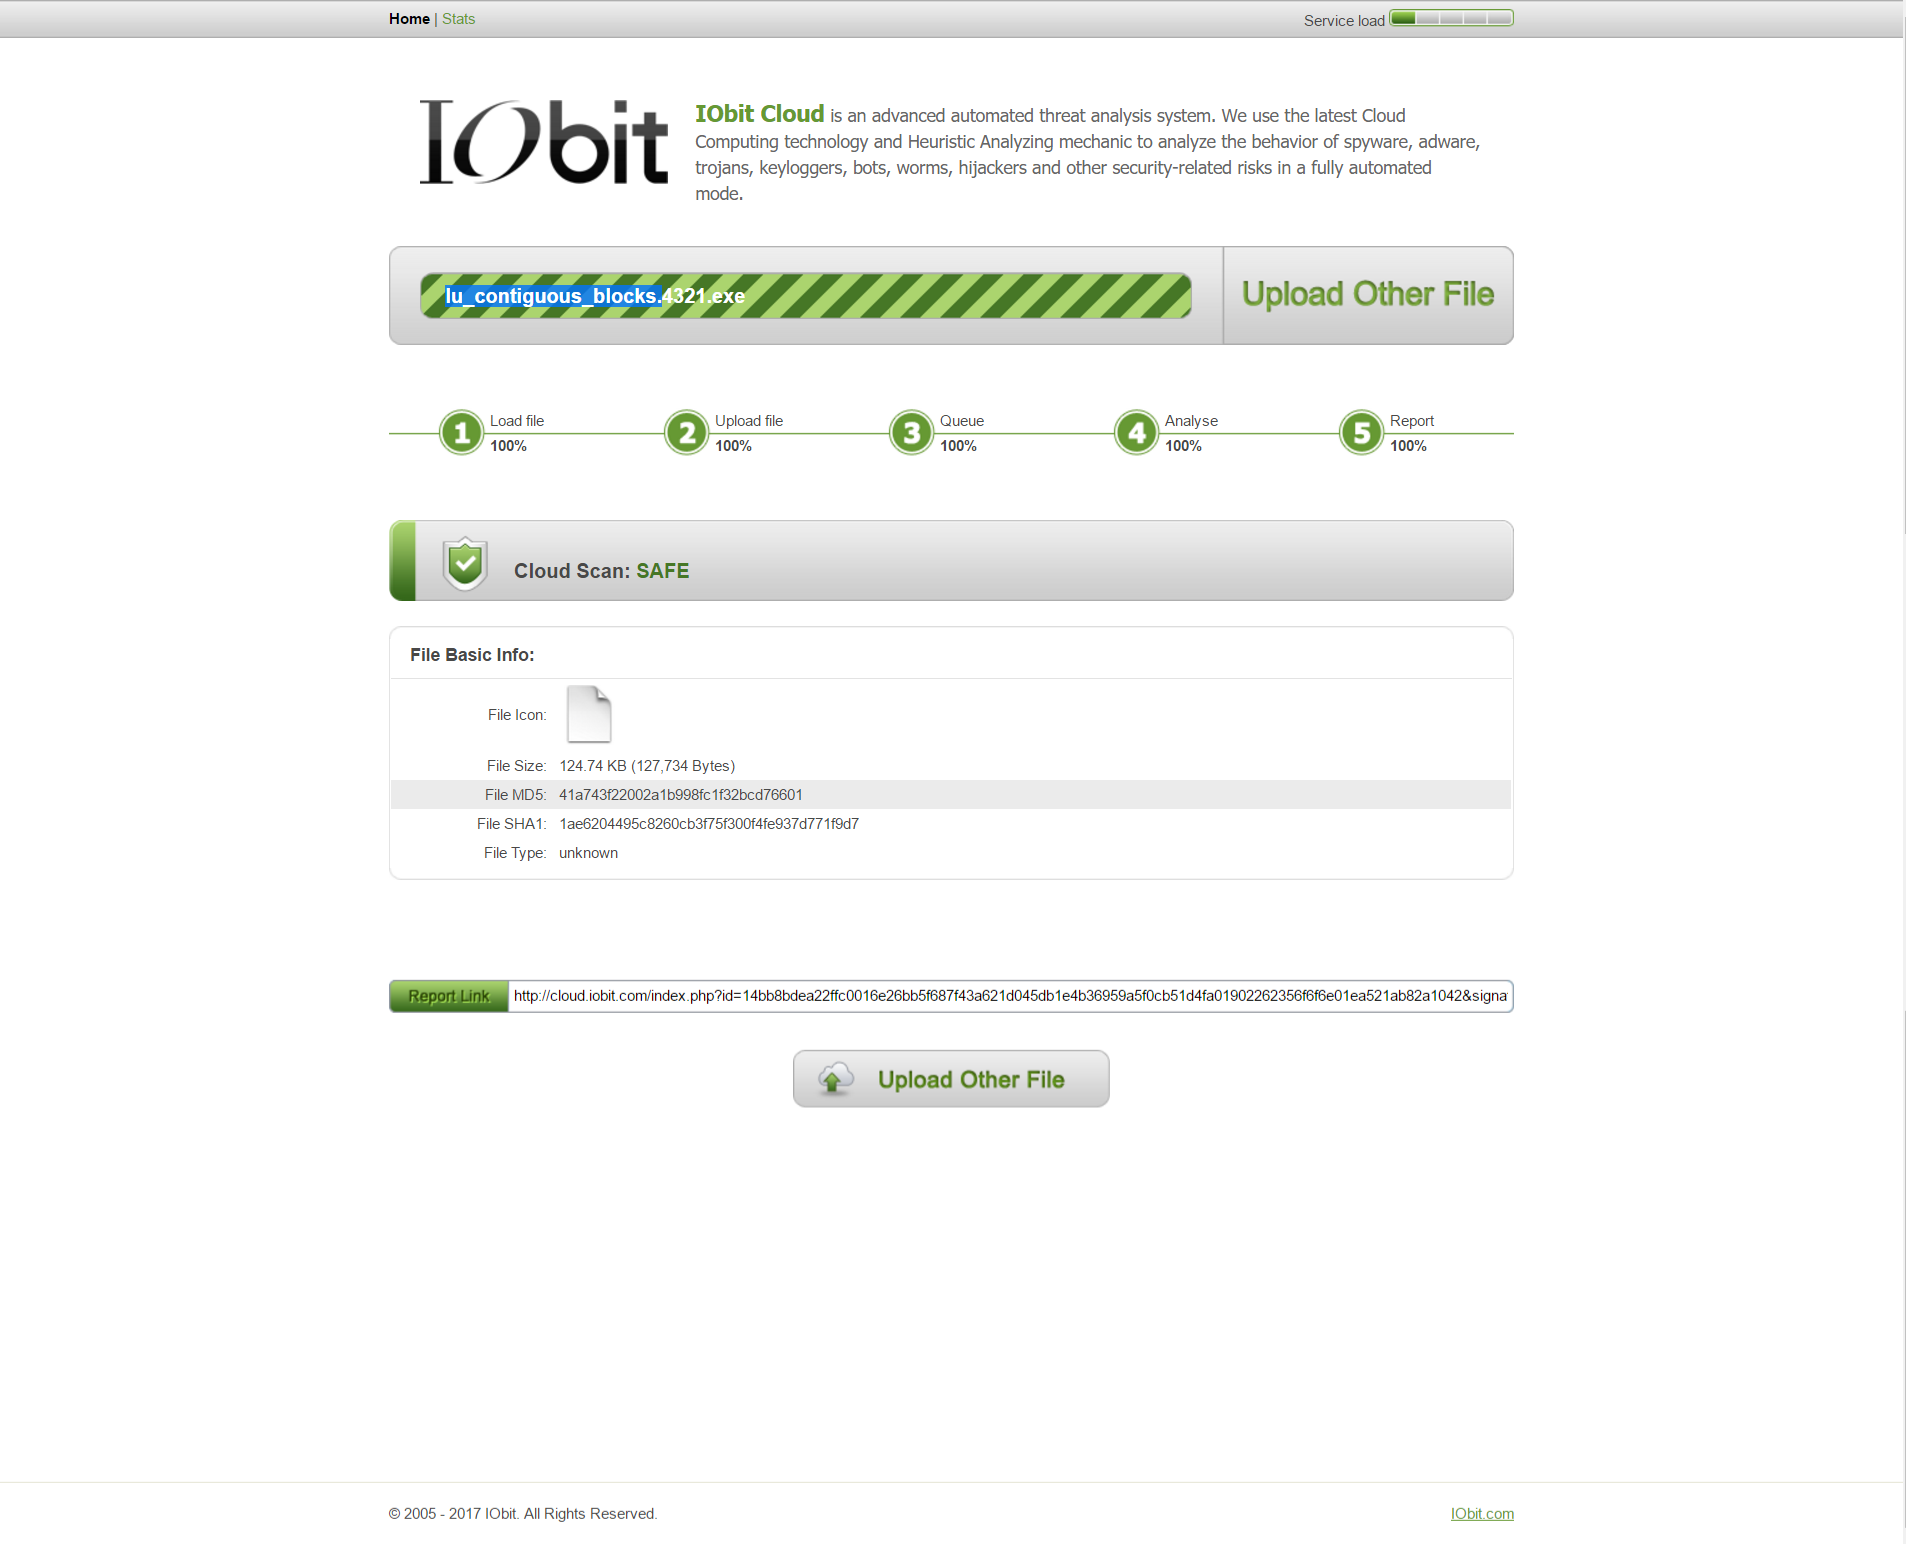 Home | Stats
Service load
IObit
IObit Cloud is an advanced automated threat analysis system. We use the latest Cloud
Computing technology and Heuristic Analyzing mechanic to analyze the behavior of spyware, adware,
trojans, keyloggers, bots, worms, hijackers and other security-related risks in a fully automated
mode.
lu_contiguous_blocks.4321.exe
Upload Other File
1 Load file
100%
2 Upload file
100%
3 Queue
100%
4 Analyse
100%
5 Report
100%
Cloud Scan: SAFE
File Basic Info:
File Icon:
File Size: 124.74 KB (127,734 Bytes)
File MD5: 41a743f22002a1b998fc1f32bcd76601
File SHA1: 1ae6204495c8260cb3f75f300f4fe937d771f9d7
File Type: unknown
Report Link http://cloud.iobit.com/index.php?id=14bb8bdea22ffc0016e26bb5f687f43a621d045db1e4b36959a5f0cb51d4fa01902262356f6f6e01ea521ab82a1042&signa
Upload Other File
© 2005 - 2017 IObit. All Rights Reserved.
IObit.com